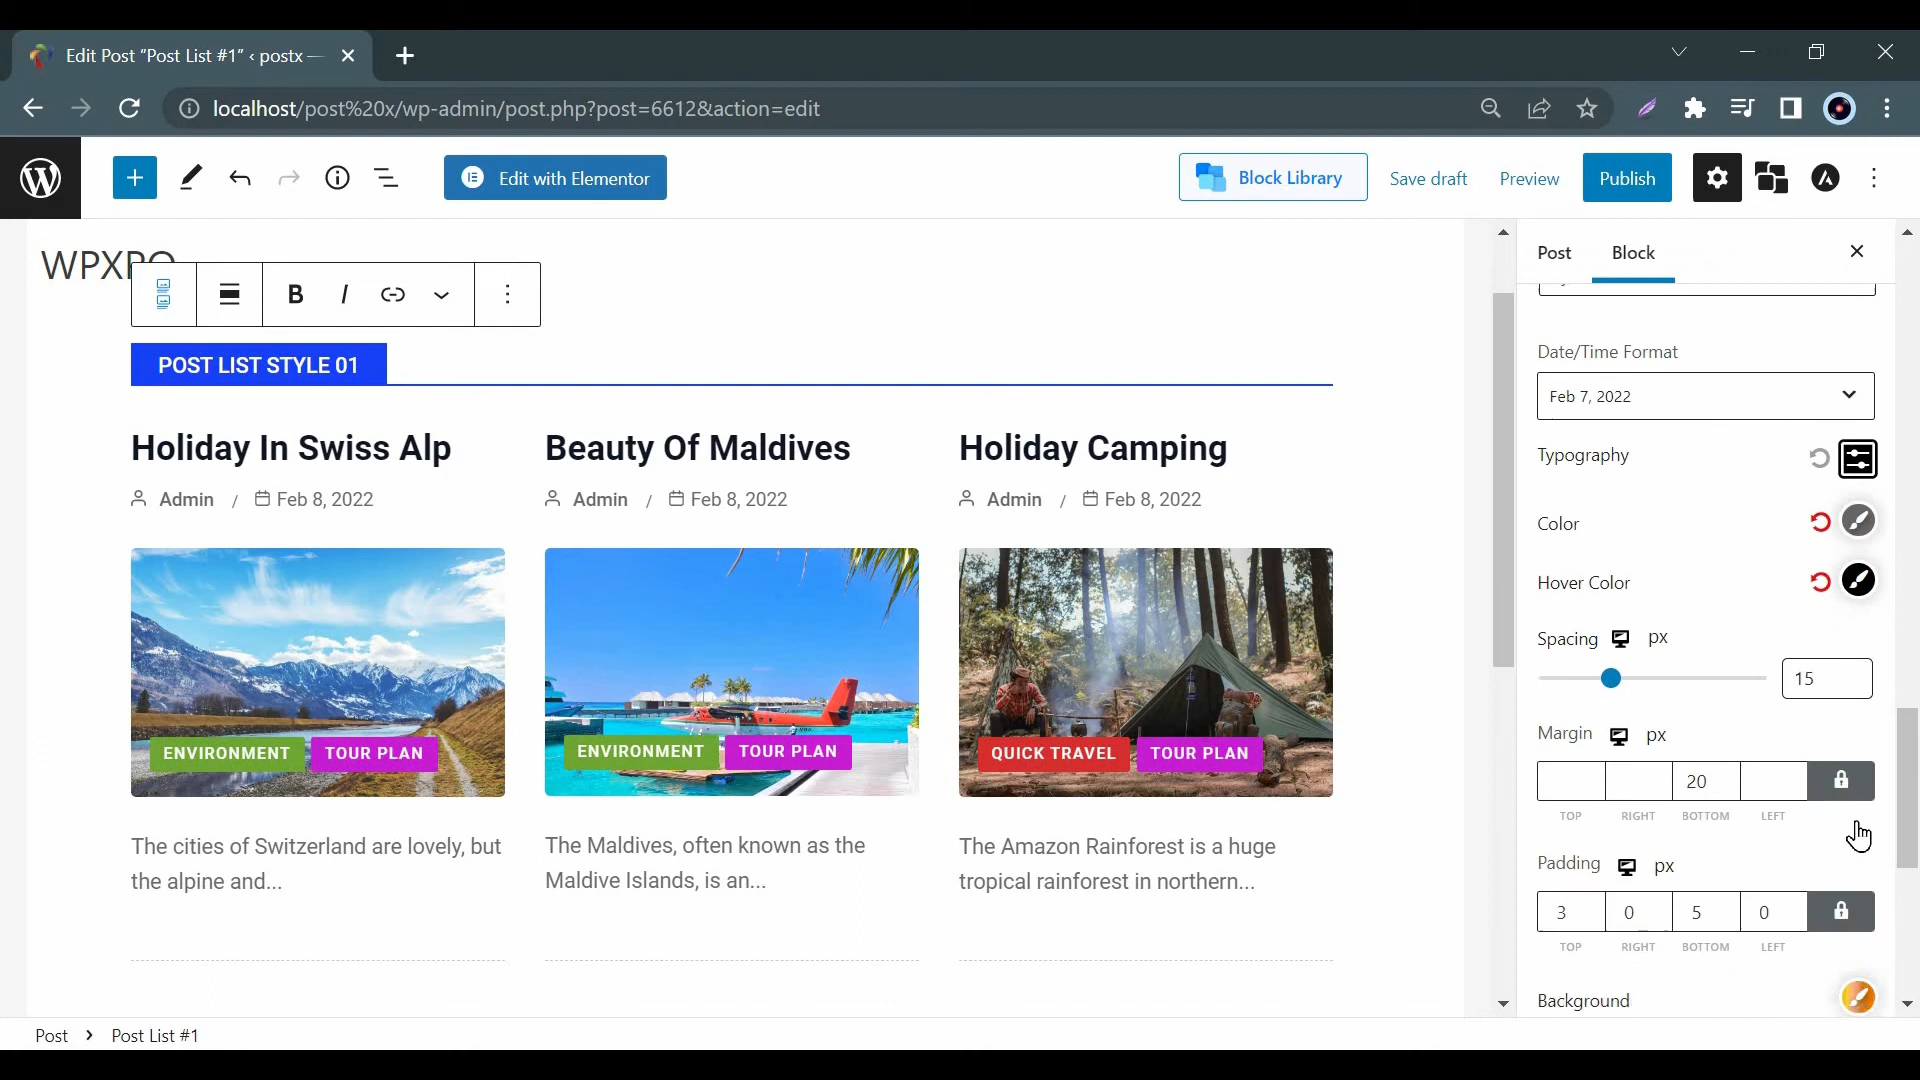 Edit Post "Post List #1" ‹ postx —
localhost/post%20x/wp-admin/post.php?post=6612&action=edit
Edit with Elementor
Block Library
Save draft
Preview
Publish
WPXPO
B I
Post
Block
Date/Time Format
Feb 7, 2022
Typography
Color
Hover Color
Spacing px
15
Margin px
20
TOP RIGHT BOTTOM LEFT
Padding px
3 0 5 0
TOP RIGHT BOTTOM LEFT
Background
POST LIST STYLE 01
Holiday In Swiss Alp
Admin / Feb 8, 2022
ENVIRONMENT TOUR PLAN
The cities of Switzerland are lovely, but
the alpine and...
Beauty Of Maldives
Admin / Feb 8, 2022
ENVIRONMENT TOUR PLAN
The Maldives, often known as the
Maldive Islands, is an...
Holiday Camping
Admin / Feb 8, 2022
QUICK TRAVEL TOUR PLAN
The Amazon Rainforest is a huge
tropical rainforest in northern...
Post › Post List #1